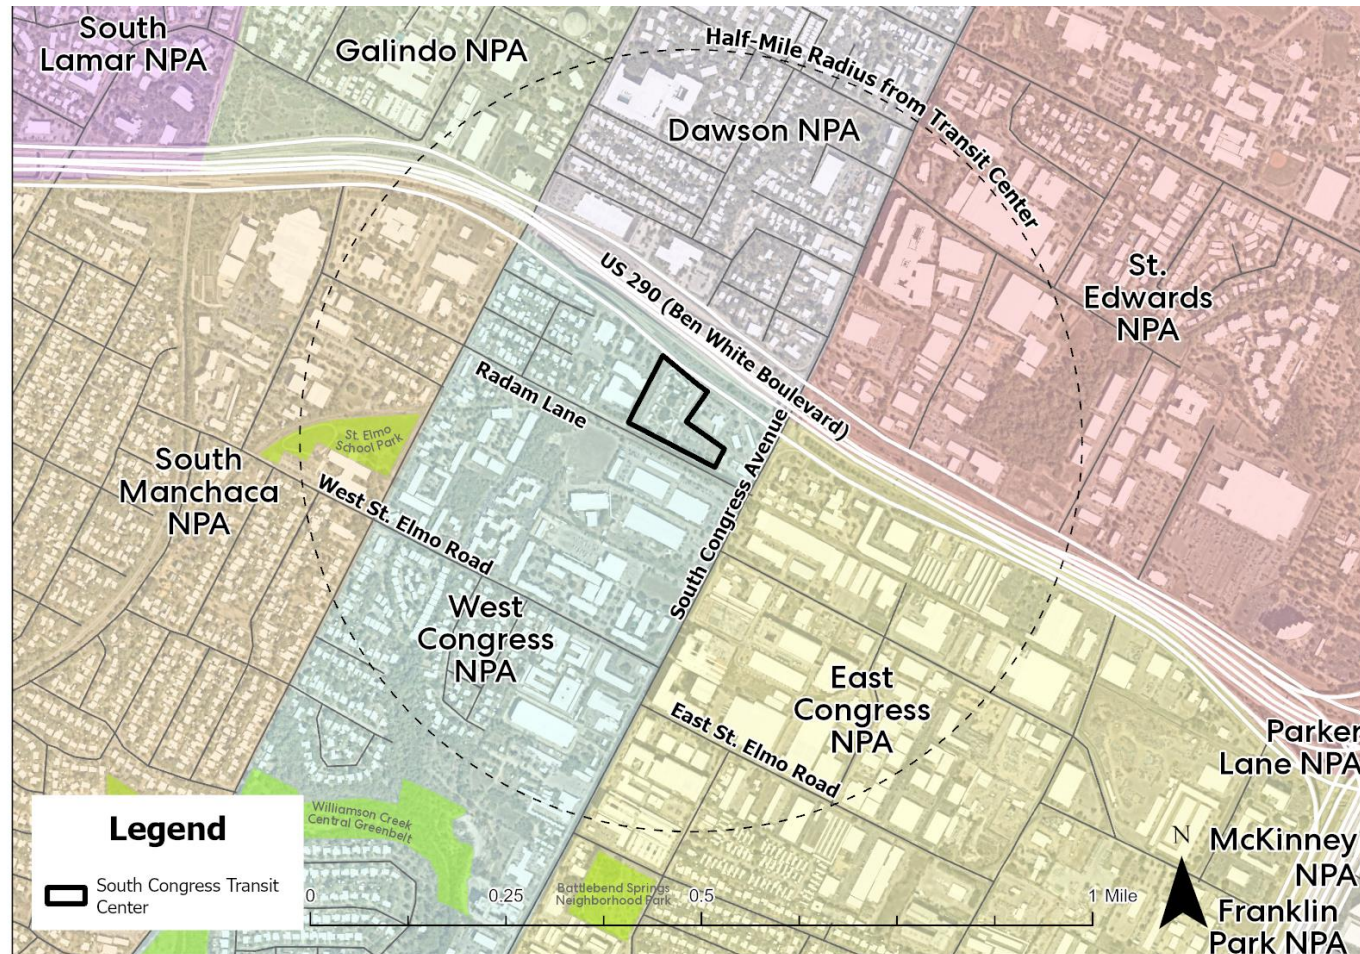 South
Lamar NPA
Galindo NPA
Half-Mile Radius from Transit Center
Dawson NPA
St.
Edwards
NPA
US 290 (Ben White Boulevard)
Radam Lane
South Congress Avenue
St. Elmo
School Park
South
Manchaca
NPA
West St. Elmo Road
West
Congress
NPA
East
Congress
NPA
East St. Elmo Road
Parker
Lane NPA
Williamson Creek
Central Greenbelt
Legend
South Congress Transit
Center
0 0.25 0.5 1 Mile
Battlebend Springs
Neighborhood Park
N
McKinney
NPA
Franklin
Park NPA